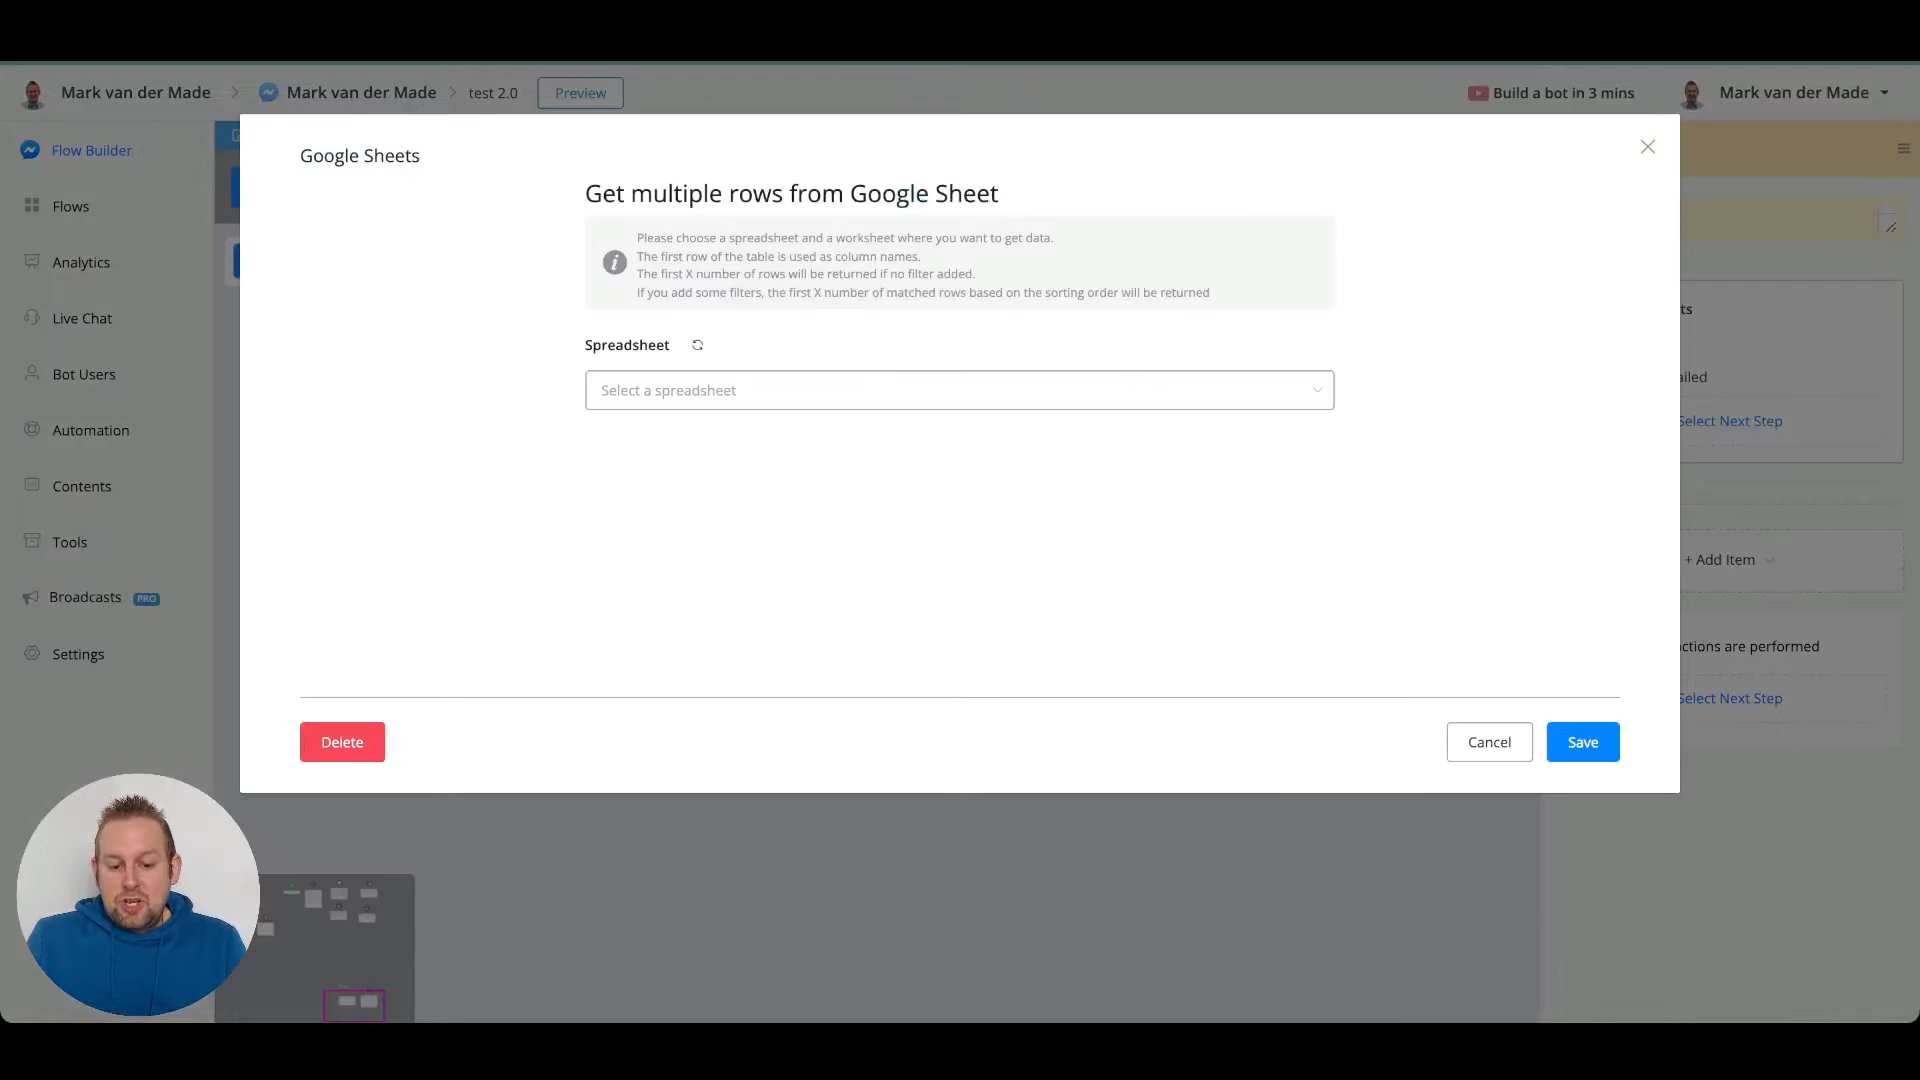 Mark van der Made
Mark van der Made
test 2.0
Preview
Build a bot in 3 mins
Mark van der Made
Flow Builder
Flows
Analytics
Live Chat
Bot Users
Automation
Contents
Tools
Broadcasts PRO
Settings
Google Sheets
Get multiple rows from Google Sheet
Please choose a spreadsheet and a worksheet where you want to get data.
The first row of the table is used as column names.
The first X number of rows will be returned if no filter added.
If you add some filters, the first X number of matched rows based on the sorting order will be returned
Spreadsheet
Select a spreadsheet
Delete
Cancel
Save
ts
ailed
Select Next Step
+ Add Item
ctions are performed
Select Next Step